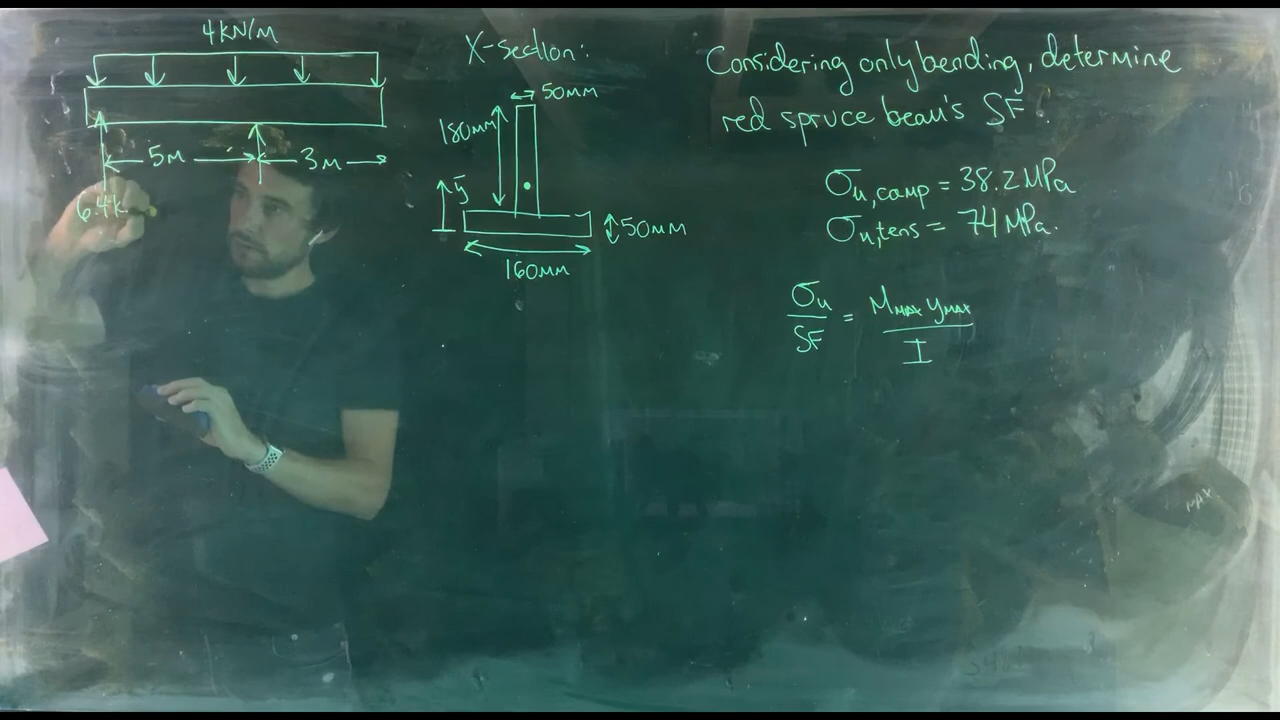 4kN/m
5m
3m
6.4k
X-section:
50mm
180mm
ȳ
50mm
160mm
Considering only bending, determine
red spruce beam's SF.
σu,comp = 38.2 MPa
σu,tens = 74 MPa.
σu / SF = MMAX yMAX / I
MAX